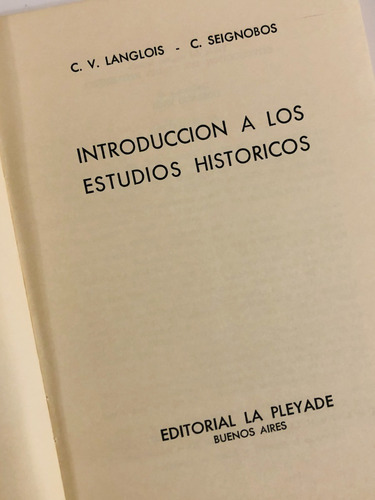 C. V. LANGLOIS - C. SEIGNOBOS
INTRODUCCION A LOS
ESTUDIOS HISTORICOS
EDITORIAL LA PLEYADE
BUENOS AIRES